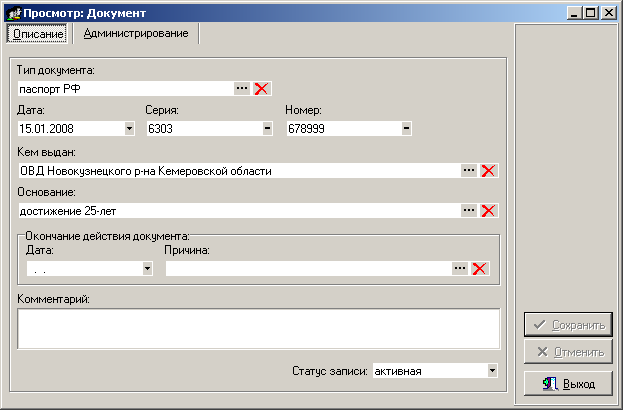 Просмотр: Документ
Описание Администрирование
Тип документа:
паспорт РФ
Дата: Серия: Номер:
15.01.2008 6303 678999
Кем выдан:
ОВД Новокузнецкого р-на Кемеровской области
Основание:
достижение 25-лет
Окончание действия документа:
Дата: Причина:
. .
Комментарий:
Сохранить
Отменить
Статус записи: активная
Выход